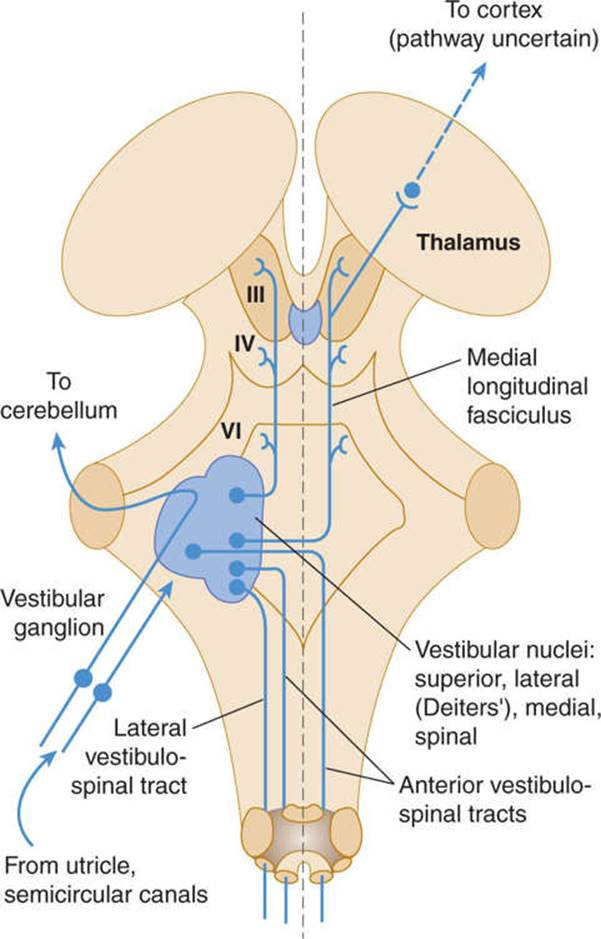 To cortex
(pathway uncertain)
Thalamus
III
IV
Medial
longitudinal
fasciculus
To
cerebellum
VI
Vestibular
ganglion
Vestibular nuclei:
superior, lateral
(Deiters'), medial,
spinal
Lateral
vestibulo-
spinal tract
Anterior vestibulo-
spinal tracts
From utricle,
semicircular canals